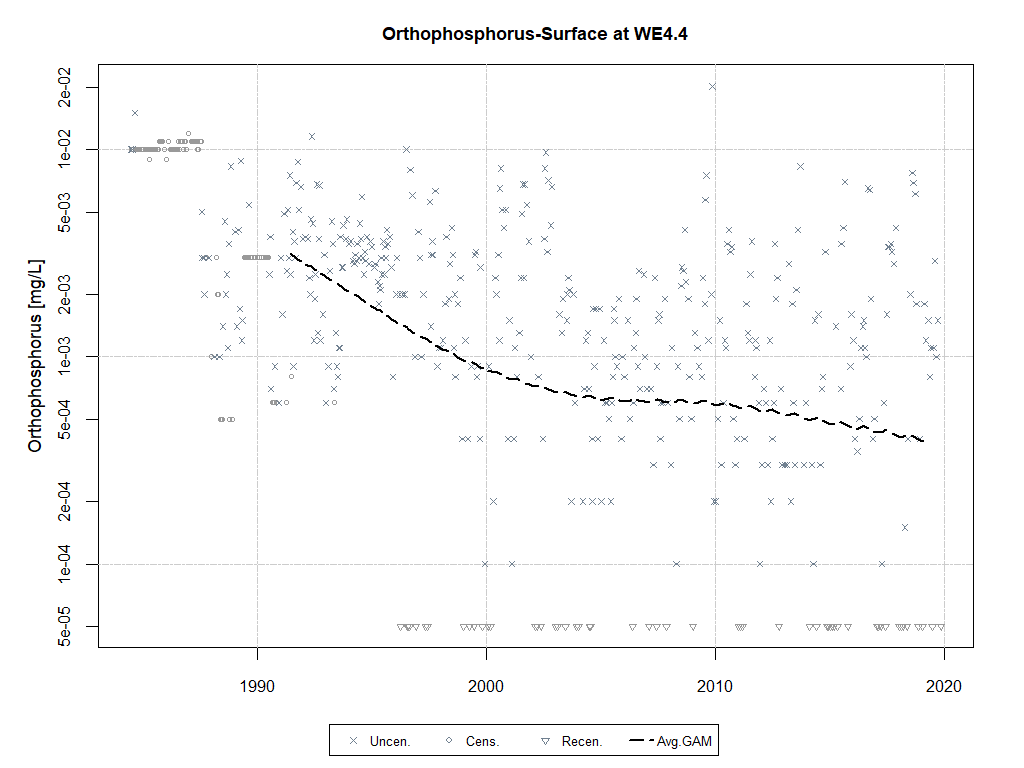 Orthophosphorus-Surface at WE4.4
Orthophosphorus [mg/L]
2e-02
1e-02
5e-03
2e-03
1e-03
5e-04
2e-04
1e-04
5e-05
1990 2000 2010 2020
Uncen. Cens. Recen. Avg.GAM